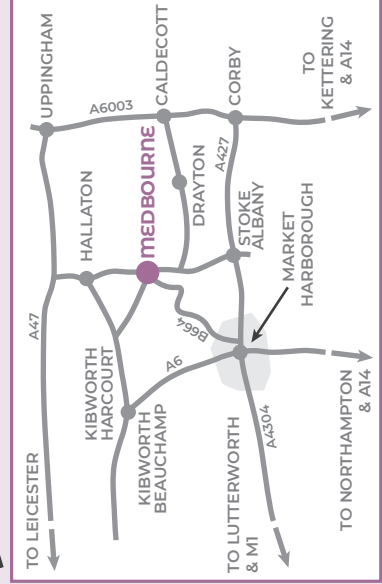 UPPINGHAM
CALDECOTT
CORBY
TO
KETTERING
& A14
A6003
MEDBOURNE
DRAYTON
A427
HALLATON
STOKE
ALBANY
MARKET
HARBOROUGH
A47
B664
KIBWORTH
HARCOURT
A6
KIBWORTH
BEAUCHAMP
A4304
TO LEICESTER
TO LUTTERWORTH
& M1
TO NORTHAMPTON
& A14